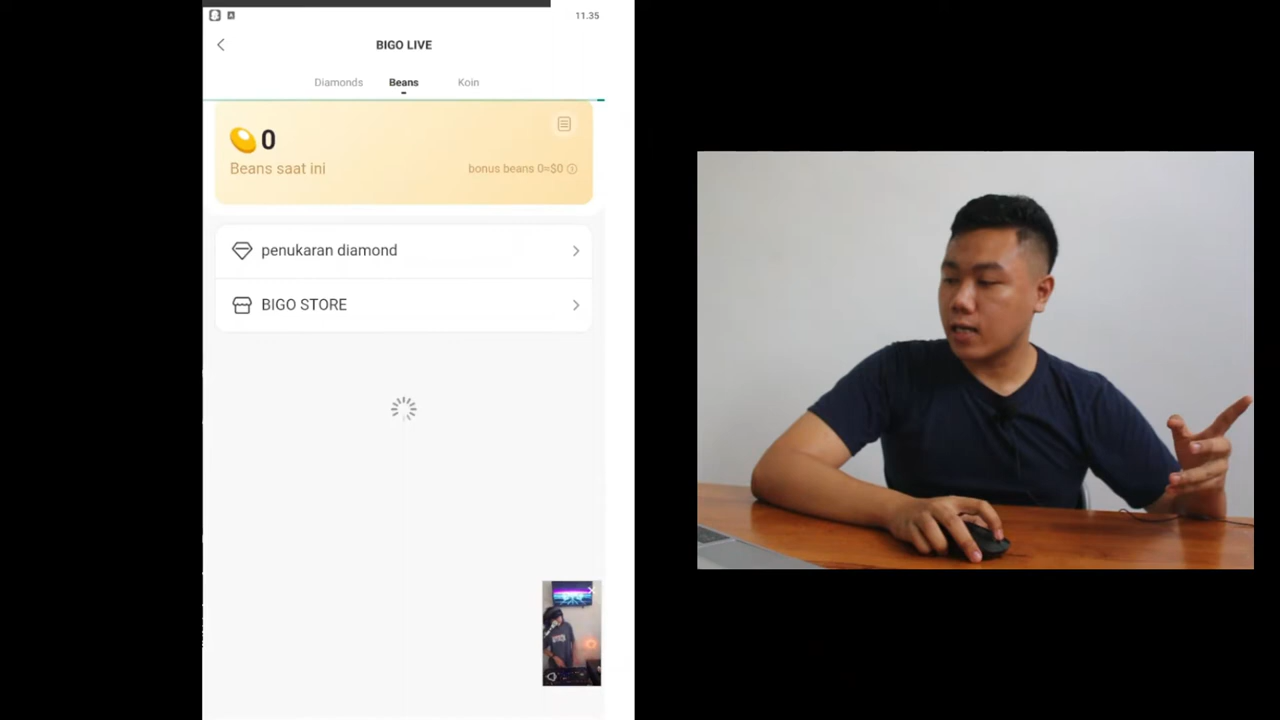 11.35
BIGO LIVE
Diamonds Beans Koin
0
Beans saat ini
bonus beans 0≈$0
penukaran diamond
BIGO STORE